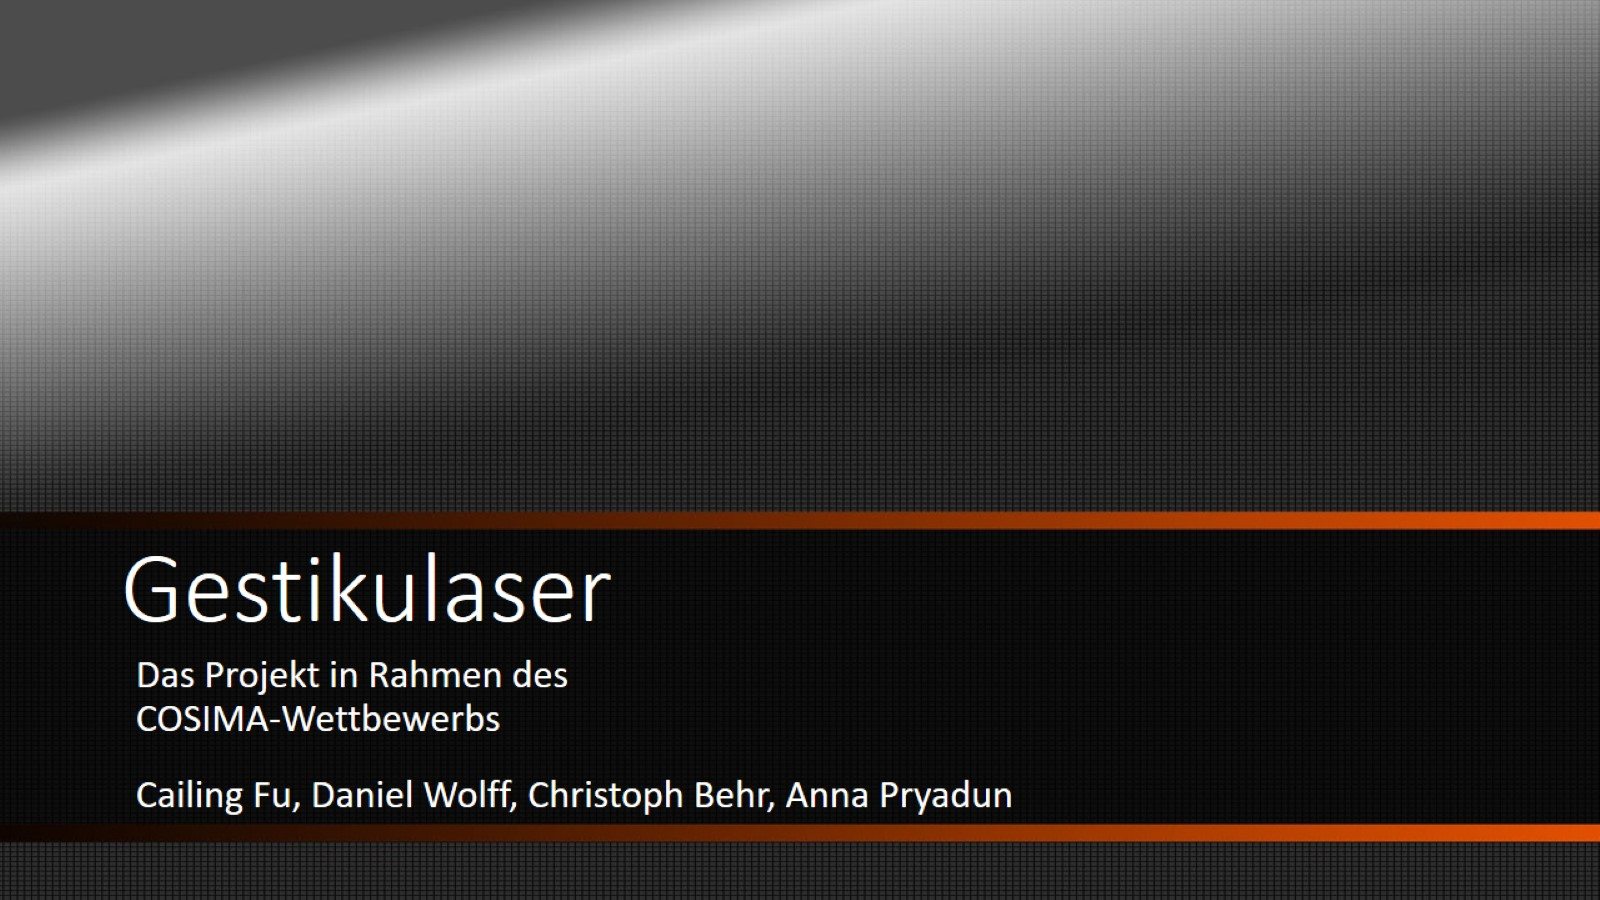 Gestikulaser
Das Projekt in Rahmen des
COSIMA-Wettbewerbs
Cailing Fu, Daniel Wolff, Christoph Behr, Anna Pryadun